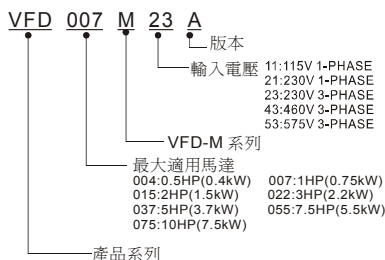 VFD 007 M 23 A
版本
輸入電壓 11:115V 1-PHASE
21:230V 1-PHASE
23:230V 3-PHASE
43:460V 3-PHASE
53:575V 3-PHASE
VFD-M 系列
最大適用馬達
004:0.5HP(0.4kW) 007:1HP(0.75kW)
015:2HP(1.5kW) 022:3HP(2.2kW)
037:5HP(3.7kW) 055:7.5HP(5.5kW)
075:10HP(7.5kW)
產品系列